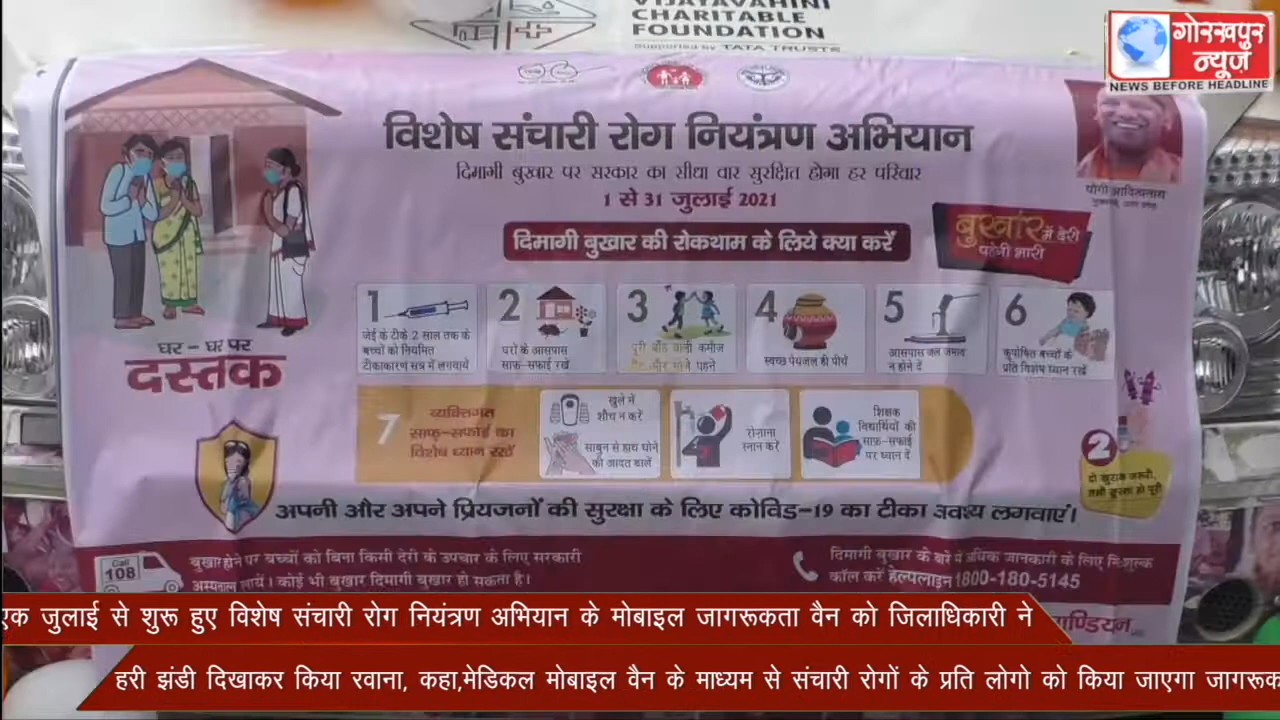 VIJAYAVAHINI
CHARITABLE
FOUNDATION
Supported by TATA TRUSTS
गोरखपुर
न्यूज़
NEWS BEFORE HEADLINE
विशेष संचारी रोग नियंत्रण अभियान
दिमागी बुखार पर सरकार का सीधा वार सुरक्षित होगा हर परिवार
1 से 31 जुलाई 2021
योगी आदित्यनाथ
दिमागी बुखार की रोकथाम के लिये क्या करें
बुखार में देरी
पड़ेगी भारी
1
जेई के टीके 2 साल तक के
बच्चों को नियमित
टीकाकरण सत्र में लगवायें
2
घरों के आसपास
साफ-सफाई रखें
3
पूरी बाँह वाली कमीज
और मोजे पहने
4
स्वच्छ पेयजल ही पीयें
5
आसपास जल जमाव
न होने दें
6
कुपोषित बच्चों के
प्रति विशेष ध्यान रखें
घर - घर पर
दस्तक
7
व्यक्तिगत
साफ-सफाई का
विशेष ध्यान रखें
खुले में
शौच न करें
साबुन से हाथ धोने
की आदत डालें
रोज़ाना
स्नान करें
शिक्षक
विद्यार्थियों की
साफ़-सफाई
पर ध्यान दें
2
दो खुराक जरूरी,
तभी सुरक्षा हो पूरी
अपनी और अपने प्रियजनों की सुरक्षा के लिए कोविड-19 का टीका अवश्य लगवाएं।
Call
108
बुखार होने पर बच्चों को बिना किसी देरी के उपचार के लिए सरकारी
अस्पताल लायें। कोई भी बुखार दिमागी बुखार हो सकता है।
दिमागी बुखार के बारे में अधिक जानकारी के लिए निःशुल्क
कॉल करें हेल्पलाइन 1800-180-5145
एक जुलाई से शुरू हुए विशेष संचारी रोग नियंत्रण अभियान के मोबाइल जागरूकता वैन को जिलाधिकारी ने
हरी झंडी दिखाकर किया रवाना, कहा,मेडिकल मोबाइल वैन के माध्यम से संचारी रोगों के प्रति लोगो को किया जाएगा जागरूक